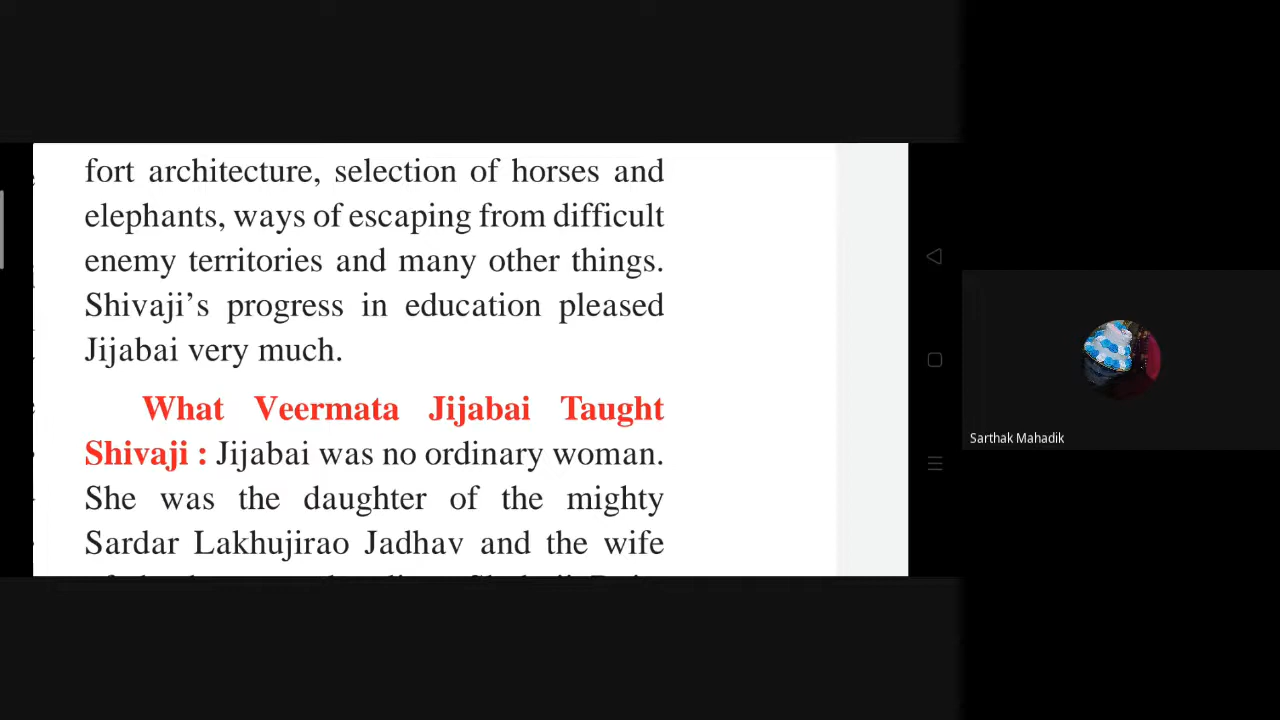 fort architecture, selection of horses and
elephants, ways of escaping from difficult
enemy territories and many other things.
Shivaji’s progress in education pleased
Jijabai very much.
What Veermata Jijabai Taught
Shivaji : Jijabai was no ordinary woman.
She was the daughter of the mighty
Sardar Lakhujirao Jadhav and the wife
Sarthak Mahadik